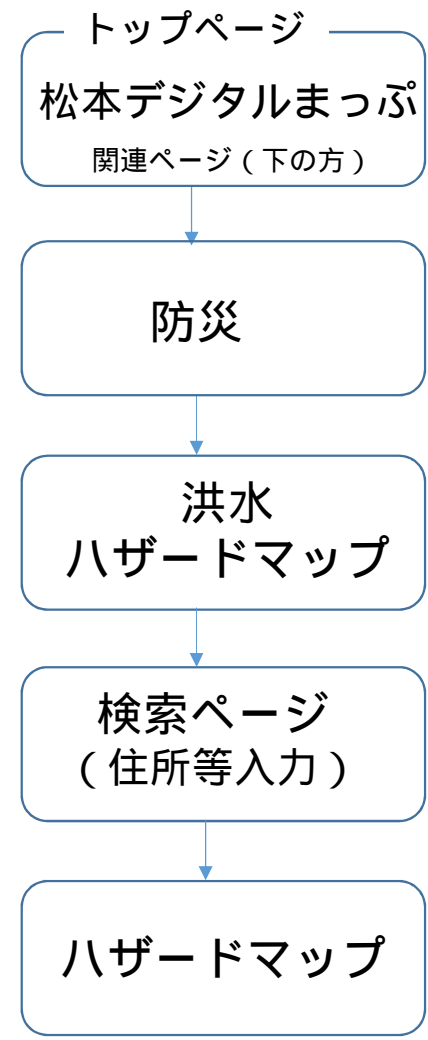 トップページ
松本デジタルまっぷ
関連ページ（下の方）
防災
洪水
ハザードマップ
検索ページ
（住所等入力）
ハザードマップ